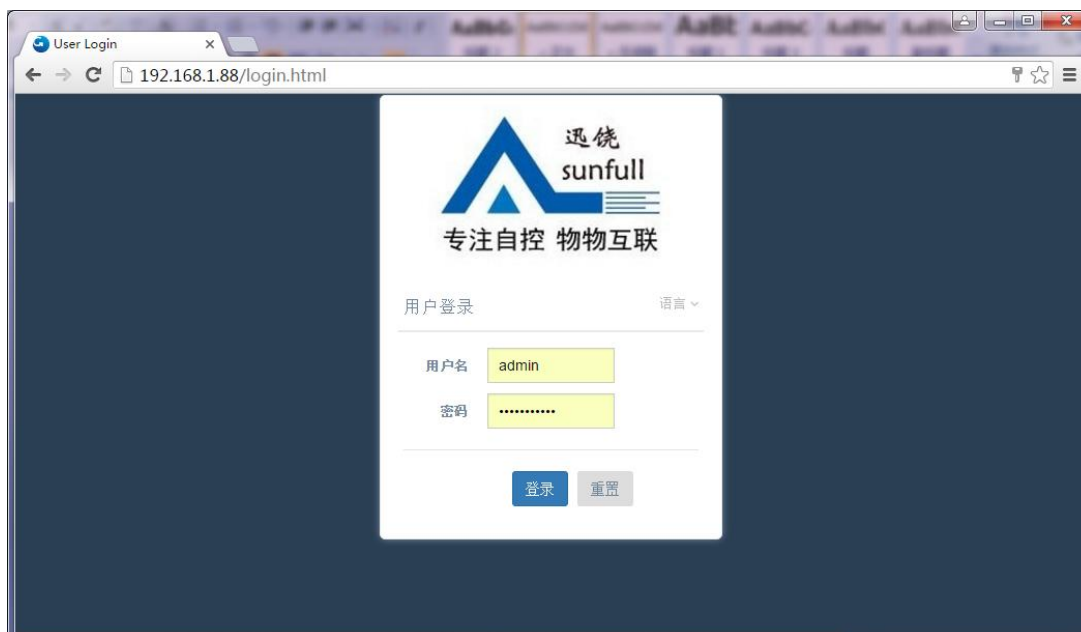 User Login
192.168.1.88/login.html
迅饶
sunfull
专注自控 物物互联
用户登录
语言
用户名 admin
密码 •••••••••••
登录 重置